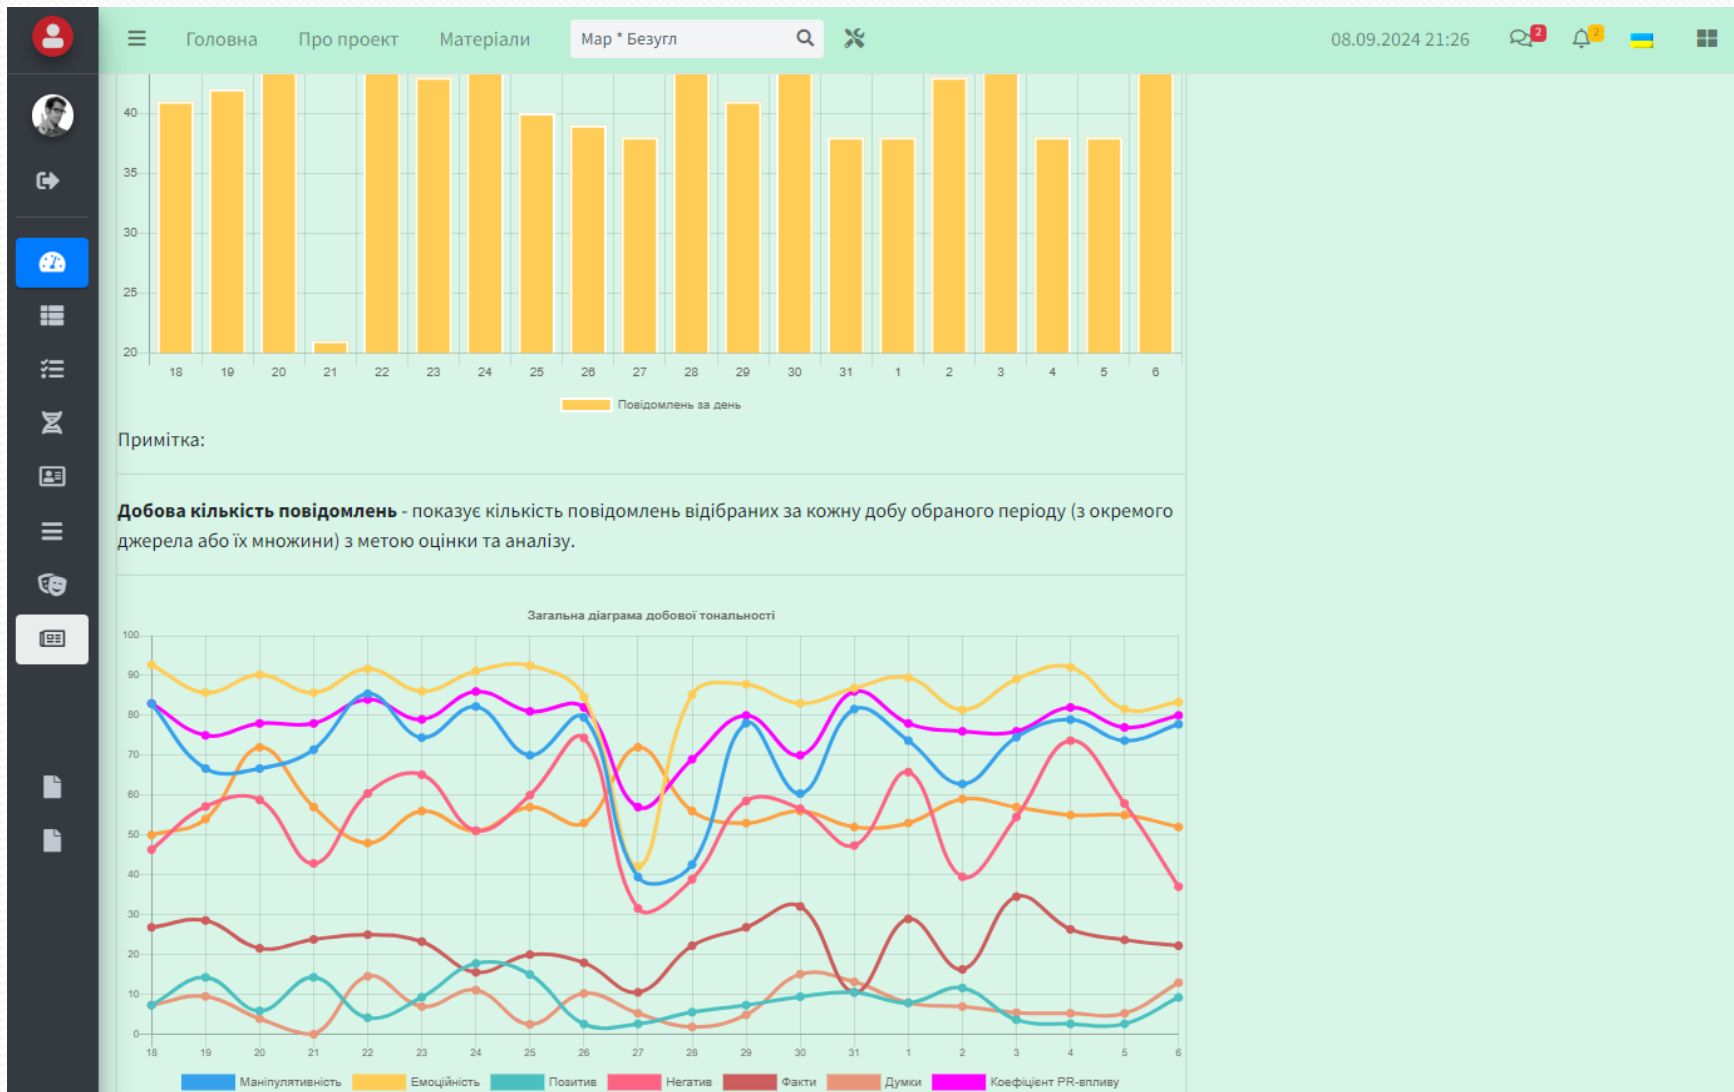 Головна Про проект Матеріали Мар * Безугл 08.09.2024 21:26 2 2
40
35
30
25
20
18 19 20 21 22 23 24 25 26 27 28 29 30 31 1 2 3 4 5 6
Повідомлень за день
Примітка:
Добова кількість повідомлень - показує кількість повідомлень відібраних за кожну добу обраного періоду (з окремого
джерела або їх множини) з метою оцінки та аналізу.
Загальна діаграма добової тональності
100
90
80
70
60
50
40
30
20
10
0
18 19 20 21 22 23 24 25 26 27 28 29 30 31 1 2 3 4 5 6
Маніпулятивність Емоційність Позитив Негатив Факти Думки Коефіцієнт PR-впливу